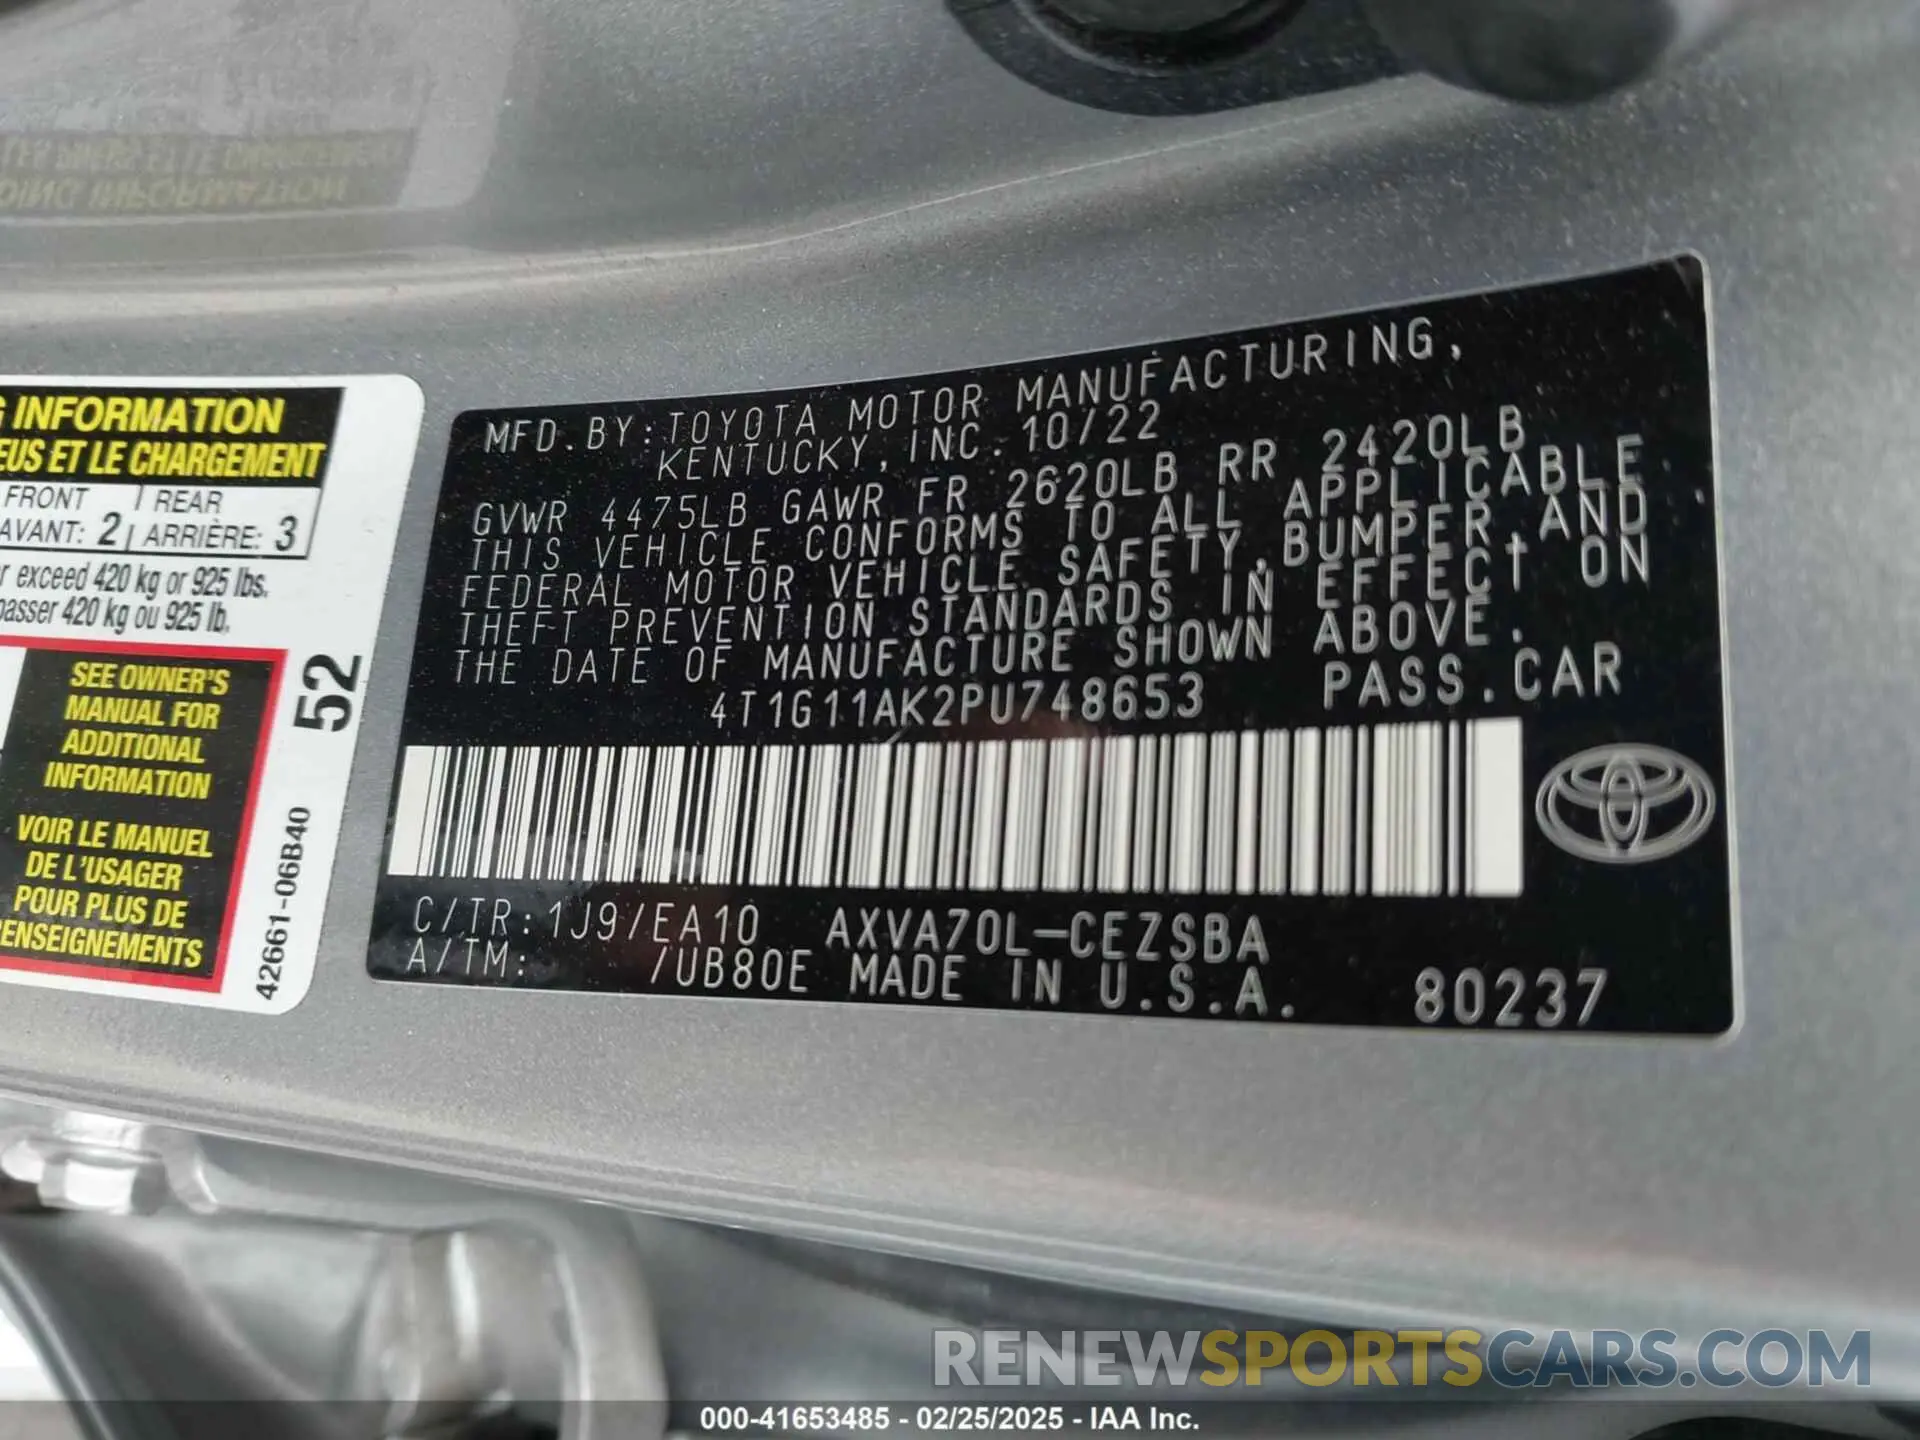 G INFORMATION
EUS ET LE CHARGEMENT
FRONT | REAR
AVANT: 2 | ARRIÈRE: 3
r exceed 420 kg or 925 lbs.
passer 420 kg ou 925 lb.
SEE OWNER'S
MANUAL FOR
ADDITIONAL
INFORMATION
VOIR LE MANUEL
DE L'USAGER
POUR PLUS DE
RENSEIGNEMENTS
52
42661-06B40
MFD. BY: TOYOTA MOTOR MANUFACTURING,
KENTUCKY, INC. 10/22
GVWR 4475LB GAWR FR 2620LB RR 2420LB
THIS VEHICLE CONFORMS TO ALL APPLICABLE
FEDERAL MOTOR VEHICLE SAFETY, BUMPER, AND
THEFT PREVENTION STANDARDS IN EFFECT ON
THE DATE OF MANUFACTURE SHOWN ABOVE.
4T1G11AK2PU748653 PASS. CAR
C/TR: 1J9/EA10 AXVA70L-CEZSBA
A/TM: /UB80E MADE IN U.S.A. 80237
RENEWSPORTSCARS.COM
000-41653485 - 02/25/2025 - IAA Inc.